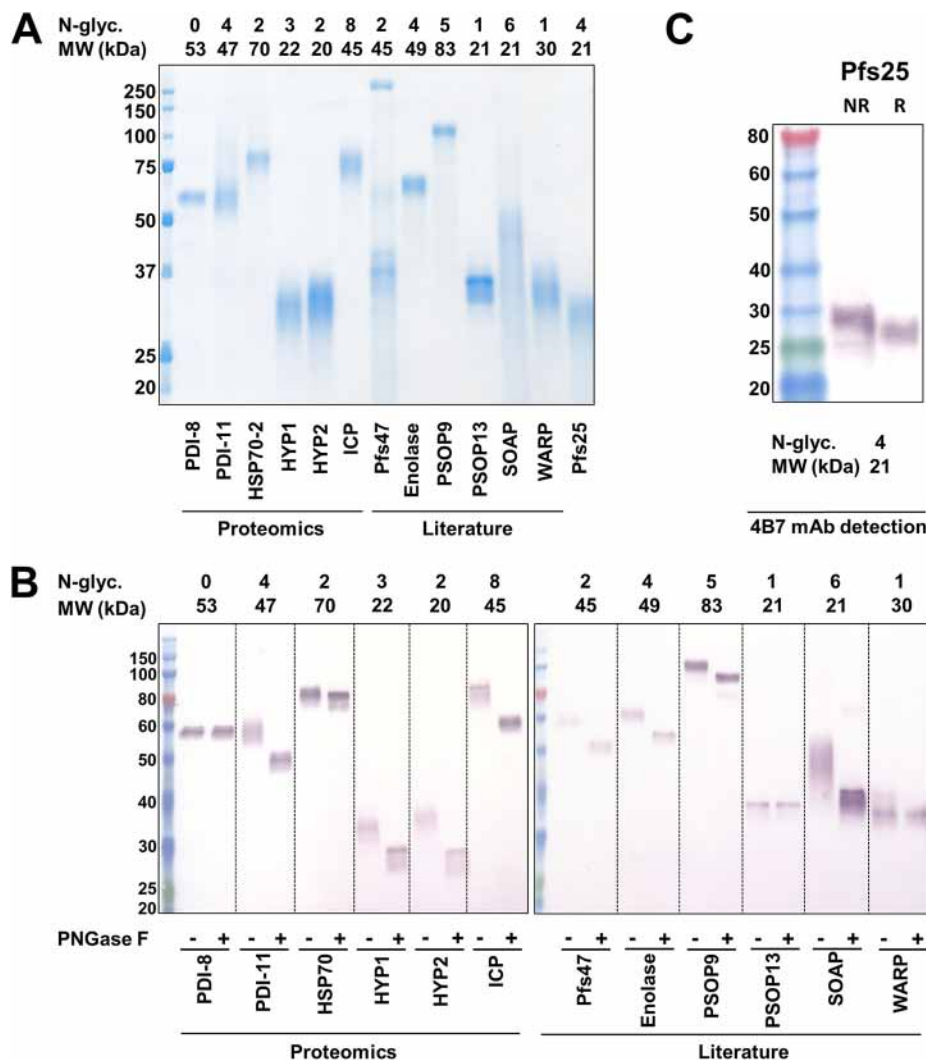 A
N-glyc. 0 4 2 3 2 8 2 4 5 1 6 1 4
MW (kDa) 53 47 70 22 20 45 45 49 83 21 21 30 21
250
150
100
75
50
37
25
20
PDI-8 PDI-11 HSP70-2 HYP1 HYP2 ICP Pfs47 Enolase PSOP9 PSOP13 SOAP WARP Pfs25
Proteomics Literature
C
Pfs25
NR R
80
60
50
40
30
25
20
N-glyc. 4
MW (kDa) 21
4B7 mAb detection
B
N-glyc. 0 4 2 3 2 8 2 4 5 1 6 1
MW (kDa) 53 47 70 22 20 45 45 49 83 21 21 30
150
100
80
60
50
40
30
25
20
PNGase F - + - + - + - + - + - + - + - + - + - + - + - +
PDI-8 PDI-11 HSP70 HYP1 HYP2 ICP Pfs47 Enolase PSOP9 PSOP13 SOAP WARP
Proteomics Literature